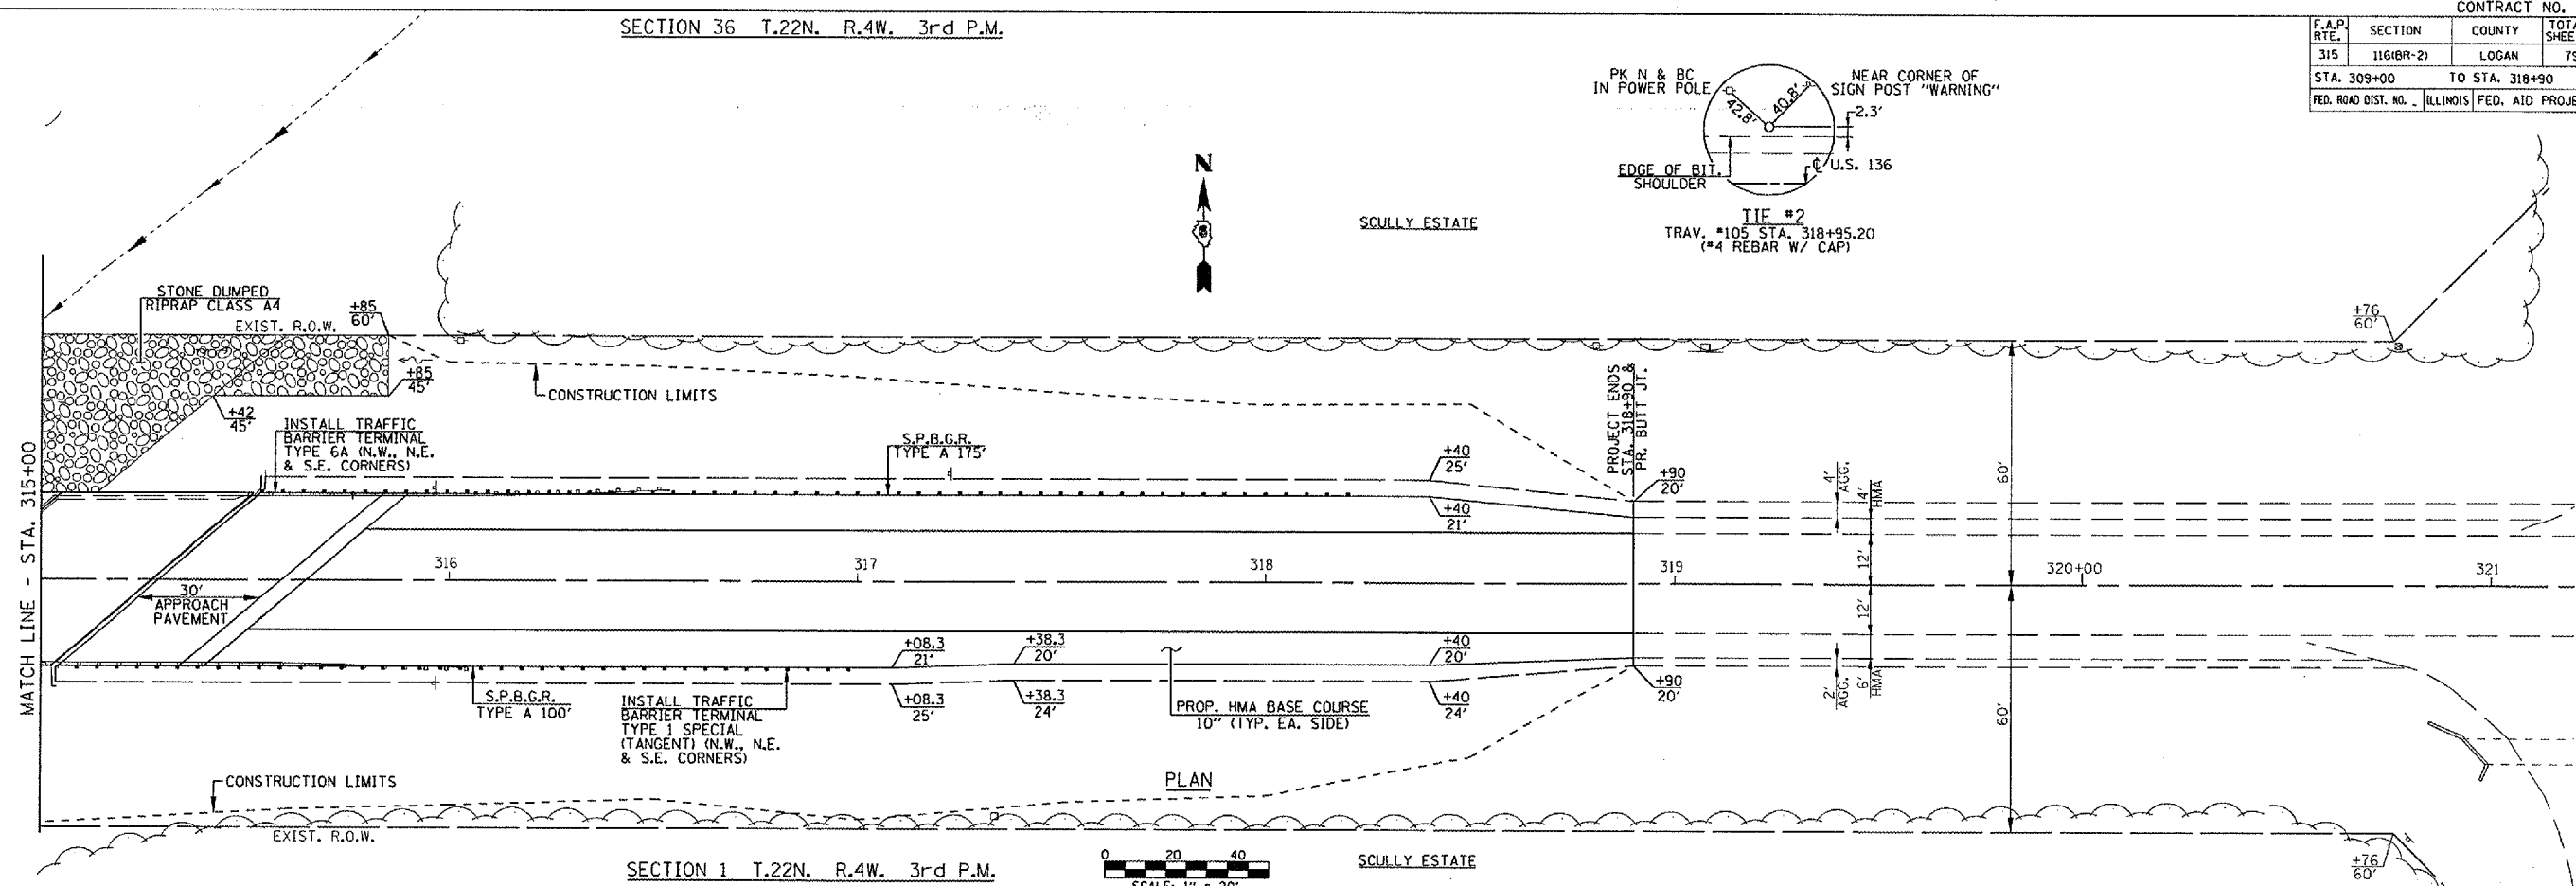 CONTRACT NO.
SECTION 36 T.22N. R.4W. 3rd P.M.
F.A.P. RTE. SECTION COUNTY
315 116(BR-2) LOGAN
STA. 309+00 TO STA. 318+90
FED. ROAD DIST. NO. ILLINOIS FED. AID
PK N & BC
IN POWER POLE
NEAR CORNER OF
SIGN POST "WARNING"
42.8'
40.8'
2.3'
EDGE OF BIT.
SHOULDER
℄ U.S. 136
TIE #2
TRAV. #105 STA. 318+95.20
(#4 REBAR W/ CAP)
N
SCULLY ESTATE
STONE DUMPED
RIPRAP CLASS A4
EXIST. R.O.W.
+85
60'
+85
45'
+42
45'
CONSTRUCTION LIMITS
+76
60'
INSTALL TRAFFIC
BARRIER TERMINAL
TYPE 6A (N.W., N.E.
& S.E. CORNERS)
S.P.B.G.R.
TYPE A 175'
+40
25'
+40
21'
PROJECT ENDS
STA. 318+90 &
PR. BUTT JT.
+90
20'
4'
AGG.
14'
HMA
60'
MATCH LINE - STA. 315+00
316
317
318
319
320+00
321
12'
12'
30'
APPROACH
PAVEMENT
+08.3
21'
+38.3
20'
+40
20'
+08.3
25'
+38.3
24'
+40
24'
+90
20'
2'
AGG.
6'
HMA
60'
S.P.B.G.R.
TYPE A 100'
INSTALL TRAFFIC
BARRIER TERMINAL
TYPE 1 SPECIAL
(TANGENT) (N.W., N.E.
& S.E. CORNERS)
PROP. HMA BASE COURSE
10" (TYP. EA. SIDE)
CONSTRUCTION LIMITS
PLAN
EXIST. R.O.W.
SECTION 1 T.22N. R.4W. 3rd P.M.
0 20 40
SCULLY ESTATE
+76
60'